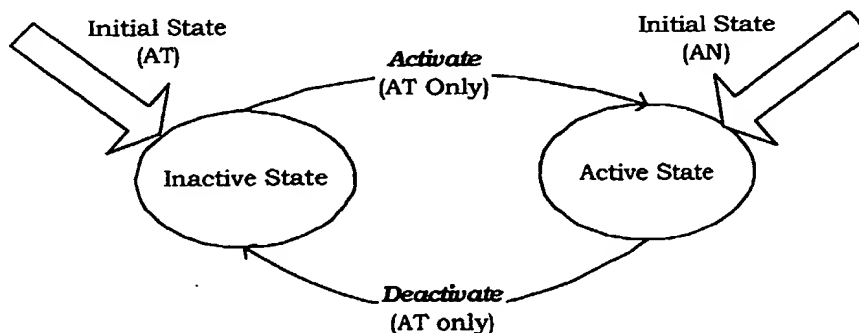 Initial State
(AT)
Initial State
(AN)
Activate
(AT Only)
Inactive State
Active State
Deactivate
(AT only)